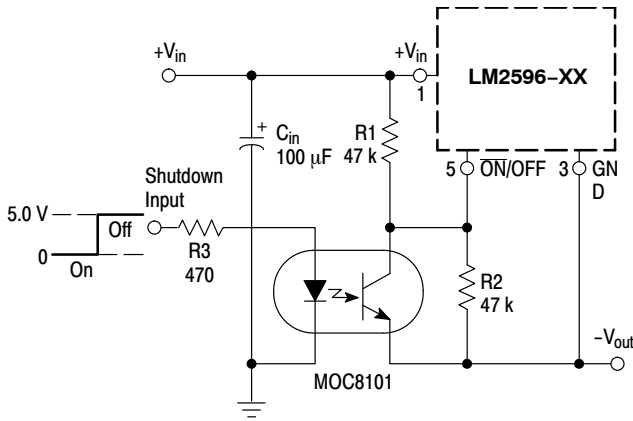 +Vin
+Vin
LM2596–XX
1
+
Cin
100 μF
R1
47 k
5
ON/OFF
3
GN
D
Shutdown
Input
5.0 V
Off
0
On
R3
470
R2
47 k
–Vout
MOC8101